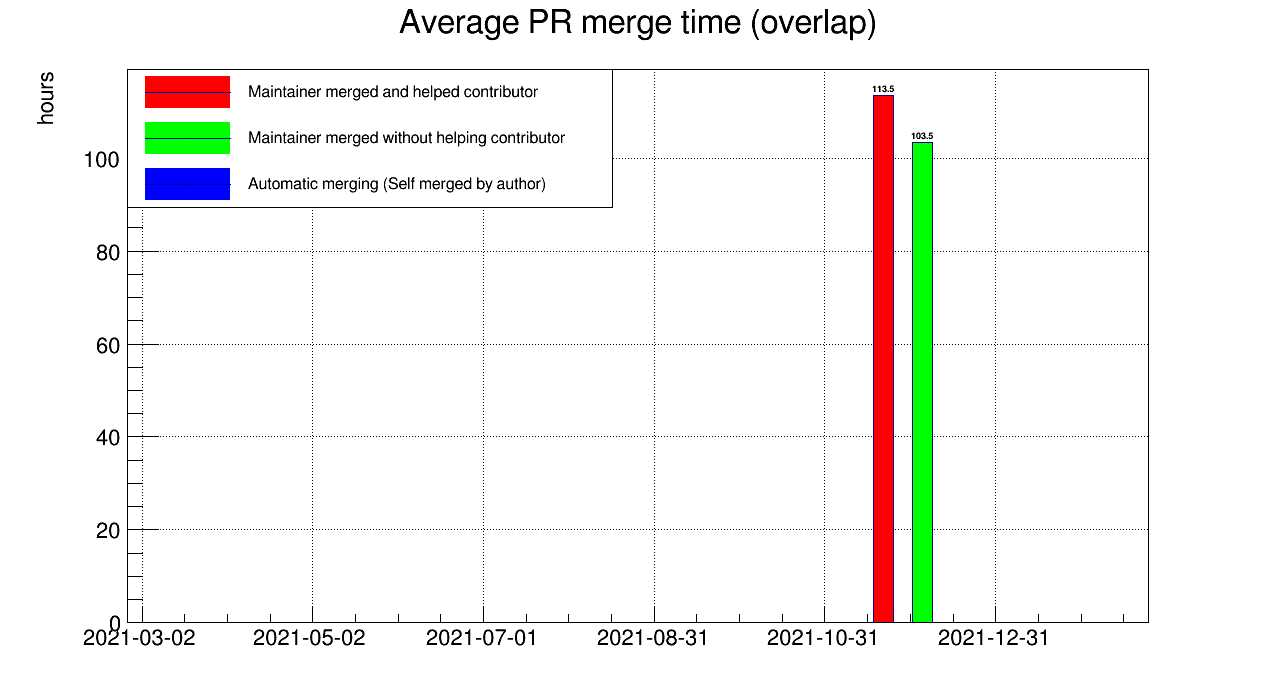 Average PR merge time (overlap)
hours
Maintainer merged and helped contributor
Maintainer merged without helping contributor
Automatic merging (Self merged by author)
113.5
103.5
100
80
60
40
20
0
2021-03-02 2021-05-02 2021-07-01 2021-08-31 2021-10-31 2021-12-31